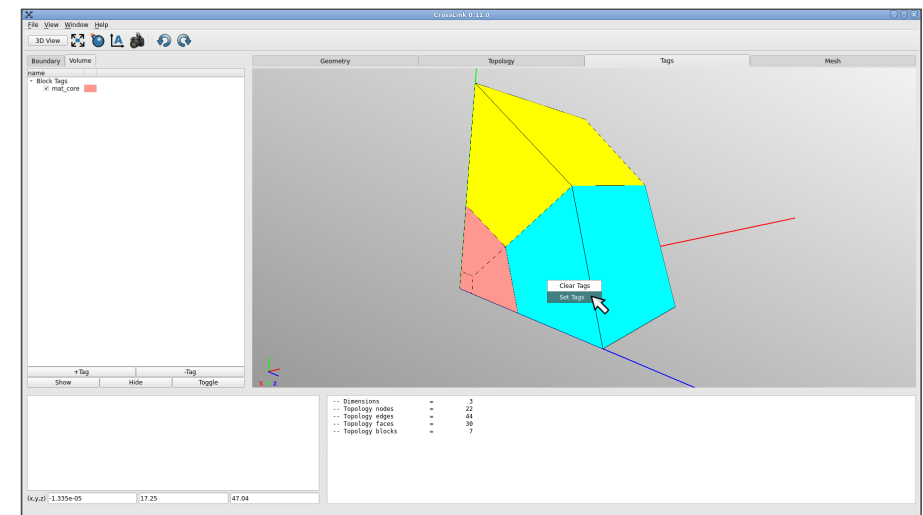 CrossLink 0.11.0
File View Window Help
3D View
Boundary Volume
Geometry Topology Tags Mesh
name
Block Tags
mat_core
Clear Tags
Set Tags
+Tag -Tag
Show Hide Toggle
X Z
-- Dimensions = 3
-- Topology nodes = 22
-- Topology edges = 44
-- Topology faces = 30
-- Topology blocks = 7
(x,y,z) -1.335e-05 17.25 47.04